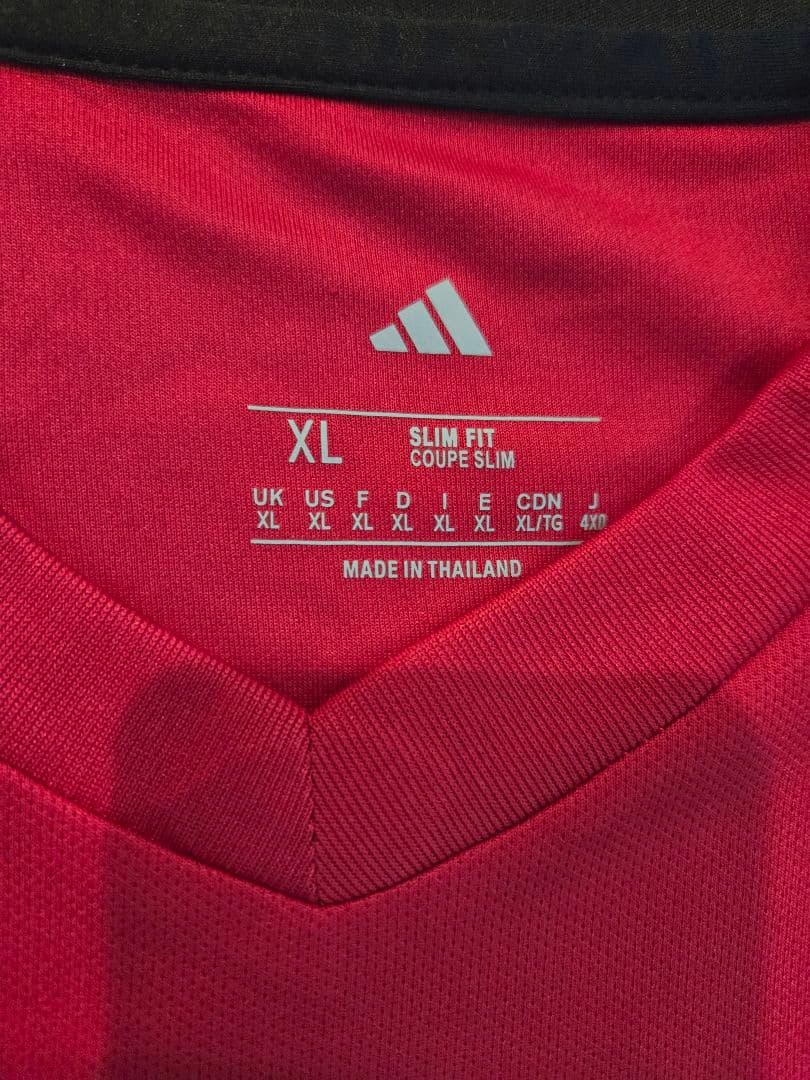 XL SLIM FIT
COUPE SLIM
UK US F D I E CDN J
XL XL XL XL XL XL XL/TG 4XO
MADE IN THAILAND